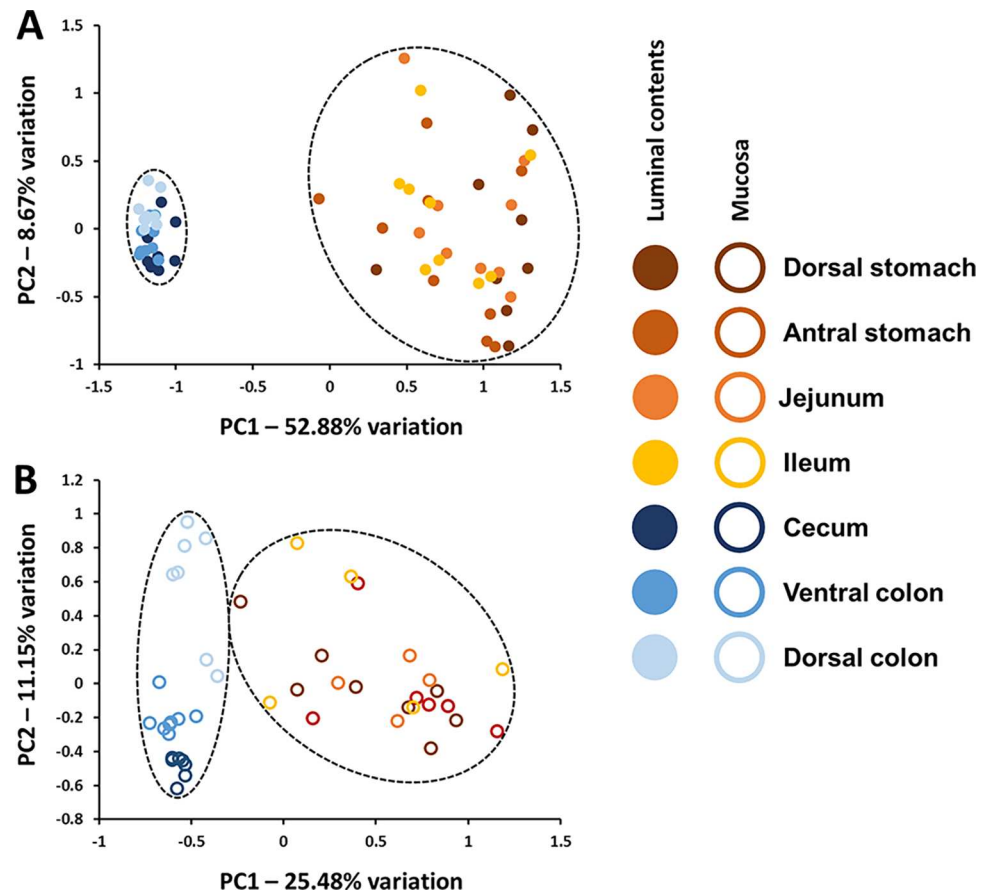 A
1.5
1
0.5
0
-0.5
-1
PC2 – 8.67% variation
-1.5
-1
-0.5
0
0.5
1
1.5
PC1 – 52.88% variation
B
1.2
1
0.8
0.6
0.4
0.2
0
-0.2
-0.4
-0.6
-0.8
PC2 – 11.15% variation
-1
-0.5
0
0.5
1
1.5
PC1 – 25.48% variation
Luminal contents
Mucosa
Dorsal stomach
Antral stomach
Jejunum
Ileum
Cecum
Ventral colon
Dorsal colon